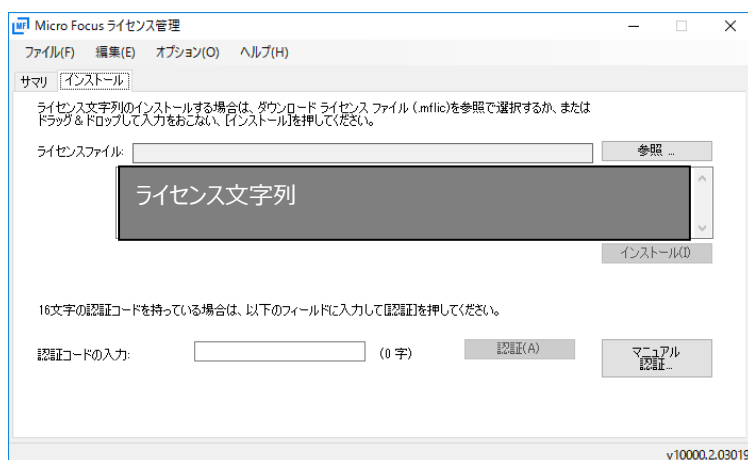 MF Micro Focus ライセンス管理
ファイル(F) 編集(E) オプション(O) ヘルプ(H)
サマリ インストール
ライセンス文字列のインストールする場合は、ダウンロード ライセンス ファイル (.mflic)を参照で選択するか、または
ドラッグ & ドロップして入力をおこない、[インストール]を押してください。
ライセンスファイル: 参照 ...
ライセンス文字列
インストール(I)
16文字の認証コードを持っている場合は、以下のフィールドに入力して[認証]を押してください。
認証コードの入力: (0 字) 認証(A) マニュアル
認証...
v10000.2.03019